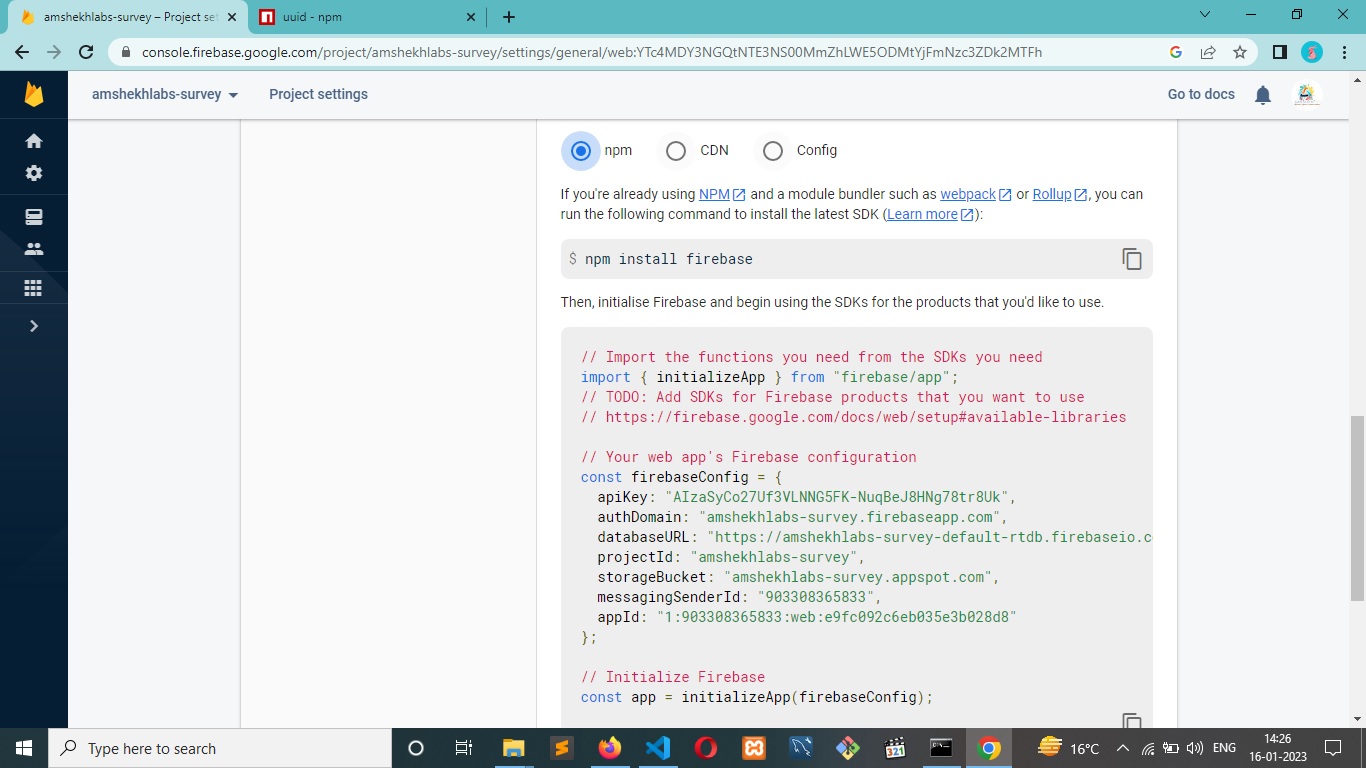 amshekhlabs-survey – Project set
uuid - npm
console.firebase.google.com/project/amshekhlabs-survey/settings/general/web:YTc4MDY3NGQtNTE3NS00MmZhLWE5ODMtYjFmNzc3ZDk2MTFh
amshekhlabs-survey
Project settings
Go to docs
npm
CDN
Config
If you're already using NPM and a module bundler such as webpack or Rollup, you can
run the following command to install the latest SDK (Learn more):
$ npm install firebase
Then, initialise Firebase and begin using the SDKs for the products that you'd like to use.
// Import the functions you need from the SDKs you need
import { initializeApp } from "firebase/app";
// TODO: Add SDKs for Firebase products that you want to use
// https://firebase.google.com/docs/web/setup#available-libraries
// Your web app's Firebase configuration
const firebaseConfig = {
apiKey: "AIzaSyCo27Uf3VLNNG5FK-NuqBeJ8HNg78tr8Uk",
authDomain: "amshekhlabs-survey.firebaseapp.com",
databaseURL: "https://amshekhlabs-survey-default-rtdb.firebaseio.c
projectId: "amshekhlabs-survey",
storageBucket: "amshekhlabs-survey.appspot.com",
messagingSenderId: "903308365833",
appId: "1:903308365833:web:e9fc092c6eb035e3b028d8"
};
// Initialize Firebase
const app = initializeApp(firebaseConfig);
Type here to search
321
16°C
ENG
14:26
16-01-2023